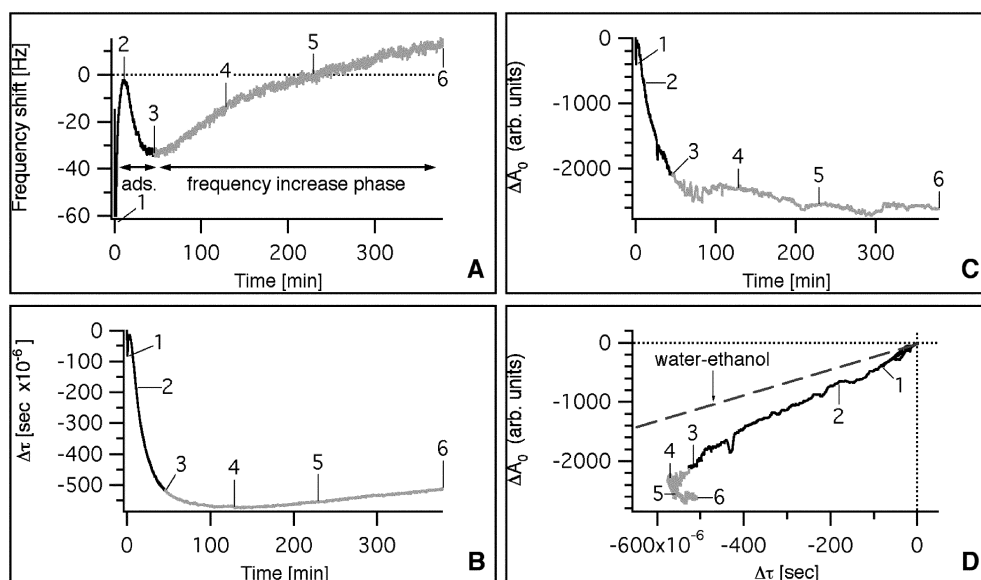 Frequency shift [Hz]
0
-20
-40
-60
2
3
4
5
6
1
ads.
frequency increase phase
0 100 200 300
Time [min]
A
ΔA0 (arb. units)
0
-1000
-2000
1
2
3
4
5
6
0 100 200 300
Time [min]
C
Δτ [sec x10-6]
0
-100
-200
-300
-400
-500
1
2
3
4
5
6
0 100 200 300
Time [min]
B
ΔA0 (arb. units)
0
-1000
-2000
water-ethanol
1
2
3
4
5
6
-600x10-6 -400 -200 0
Δτ [sec]
D